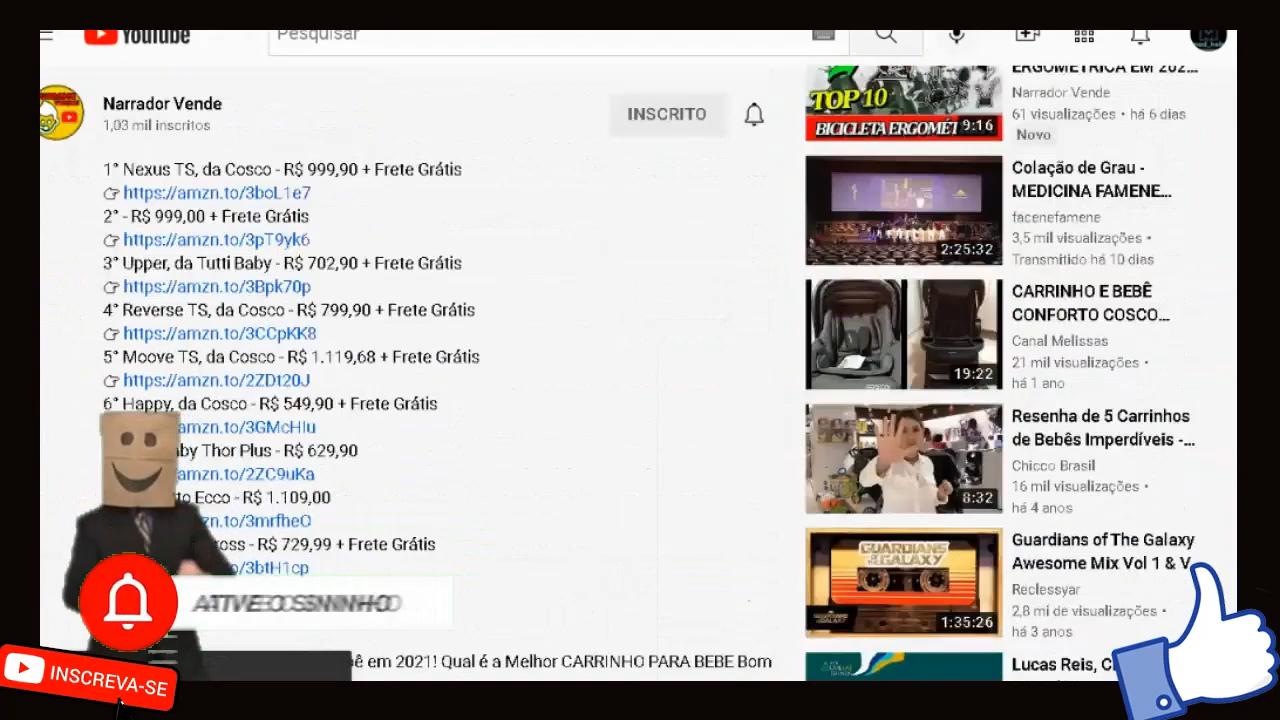 YouTube
Pesquisar
Narrador Vende
1,03 mil inscritos
INSCRITO
1° Nexus TS, da Cosco - R$ 999,90 + Frete Grátis
https://amzn.to/3boL1e7
2° - R$ 999,00 + Frete Grátis
https://amzn.to/3pT9yk6
3° Upper, da Tutti Baby - R$ 702,90 + Frete Grátis
https://amzn.to/3Bpk70p
4° Reverse TS, da Cosco - R$ 799,90 + Frete Grátis
https://amzn.to/3CCpKK8
5° Moove TS, da Cosco - R$ 1.119,68 + Frete Grátis
https://amzn.to/2ZDt20J
6° Happy, da Cosco - R$ 549,90 + Frete Grátis
amzn.to/3GMcHIu
aby Thor Plus - R$ 629,90
amzn.to/2ZC9uKa
to Ecco - R$ 1.109,00
/3mrfheO
ross - R$ 729,99 + Frete Grátis
/3btH1cp
ê em 2021! Qual é a Melhor CARRINHO PARA BEBE Bom
INSCREVA-SE
TOP 10
BICICLETA ERGOMÉT
9:16
ERGOMÉTRICA EM 202...
Narrador Vende
61 visualizações • há 6 dias
Novo
2:25:32
Colação de Grau -
MEDICINA FAMENE...
facenefamene
3,5 mil visualizações •
Transmitido há 10 dias
19:22
CARRINHO E BEBÊ
CONFORTO COSCO...
Canal Melissas
21 mil visualizações •
há 1 ano
8:32
Resenha de 5 Carrinhos
de Bebês Imperdíveis -...
Chicco Brasil
16 mil visualizações •
há 4 anos
GUARDIANS
OF THE
GALAXY
1:35:26
Guardians of The Galaxy
Awesome Mix Vol 1 & V
Reclessyar
2,8 mi de visualizações •
há 3 anos
Lucas Reis, C